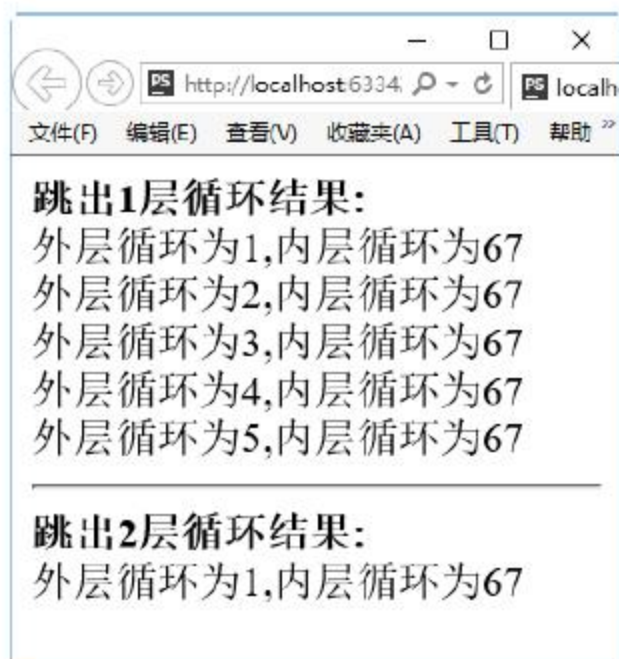 http://localhost:6334
localh
文件(F) 编辑(E) 查看(V) 收藏夹(A) 工具(T) 帮助 »
跳出1层循环结果:
外层循环为1,内层循环为67
外层循环为2,内层循环为67
外层循环为3,内层循环为67
外层循环为4,内层循环为67
外层循环为5,内层循环为67
跳出2层循环结果:
外层循环为1,内层循环为67